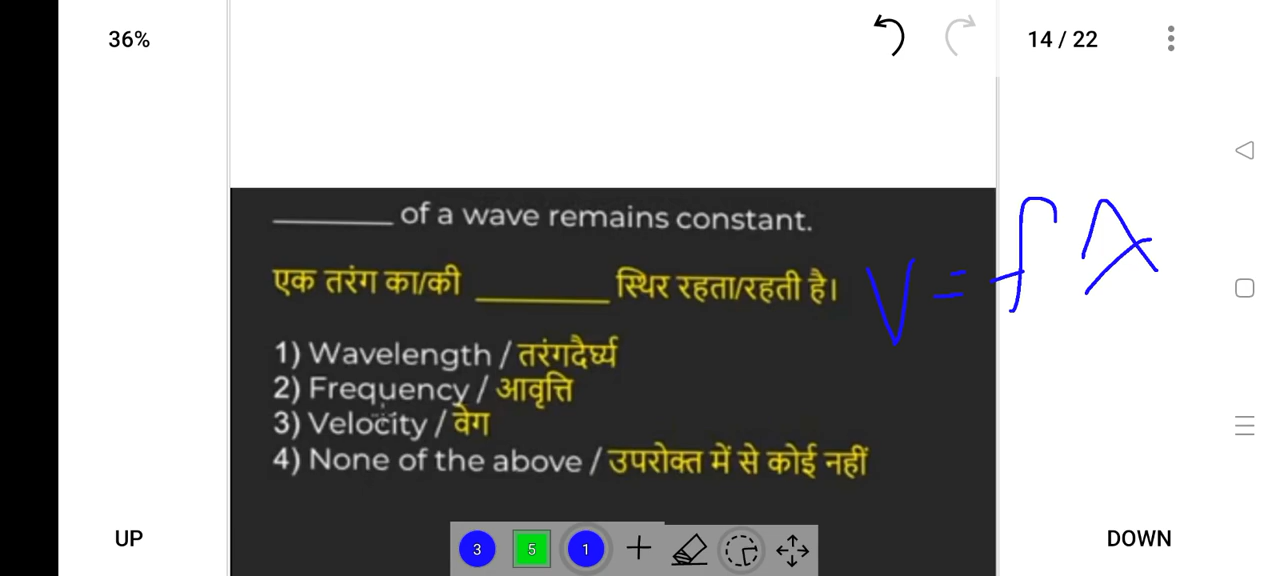 36%
14 / 22
________ of a wave remains constant.
एक तरंग का/की ________ स्थिर रहता/रहती है।
V = f λ
1) Wavelength / तरंगदैर्घ्य
2) Frequency / आवृत्ति
3) Velocity / वेग
4) None of the above / उपरोक्त में से कोई नहीं
UP
3 5 1
DOWN